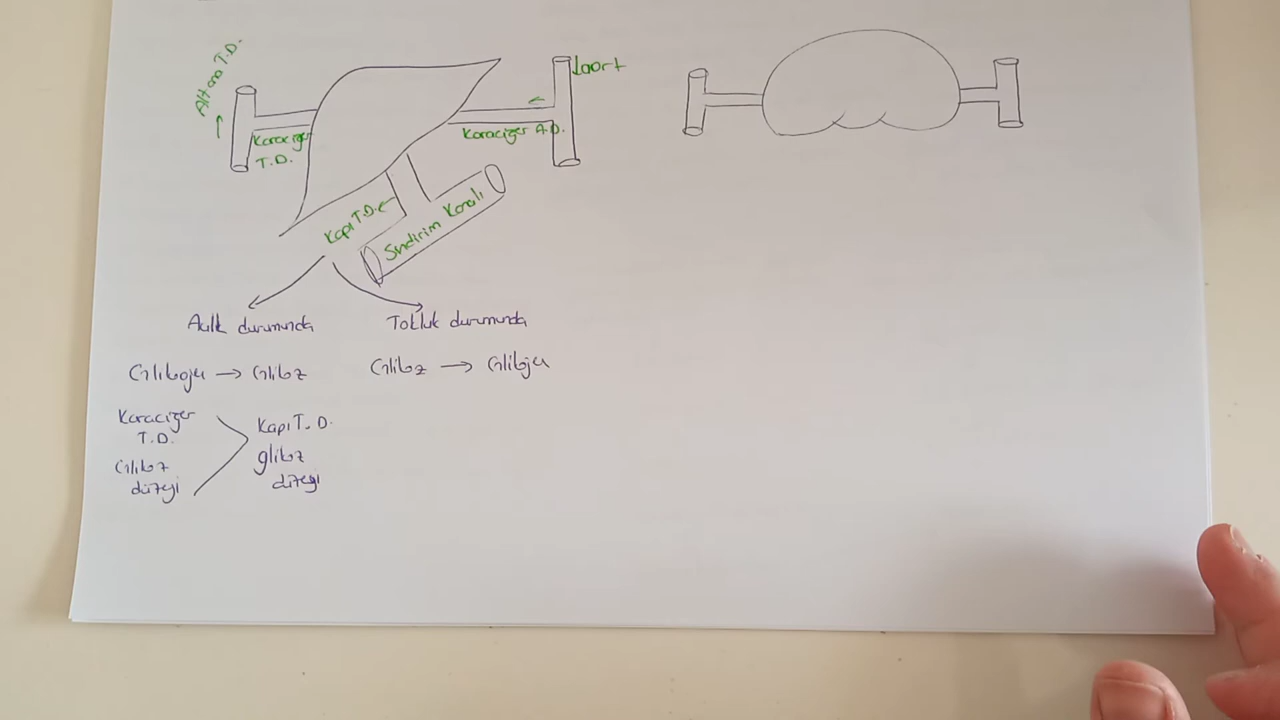 Alt ana T.D.
Karaciğer
T.D.
↓aort
Karaciğer A.D.
Kapı T.D.
Sindirim Kanalı
Açlık durumunda
Tokluk durumunda
Glikojen → Glikoz
Glikoz → Glikojen
Karaciğer
T.D.
Glikoz
düzeyi
>
Kapı T.D.
glikoz
düzeyi